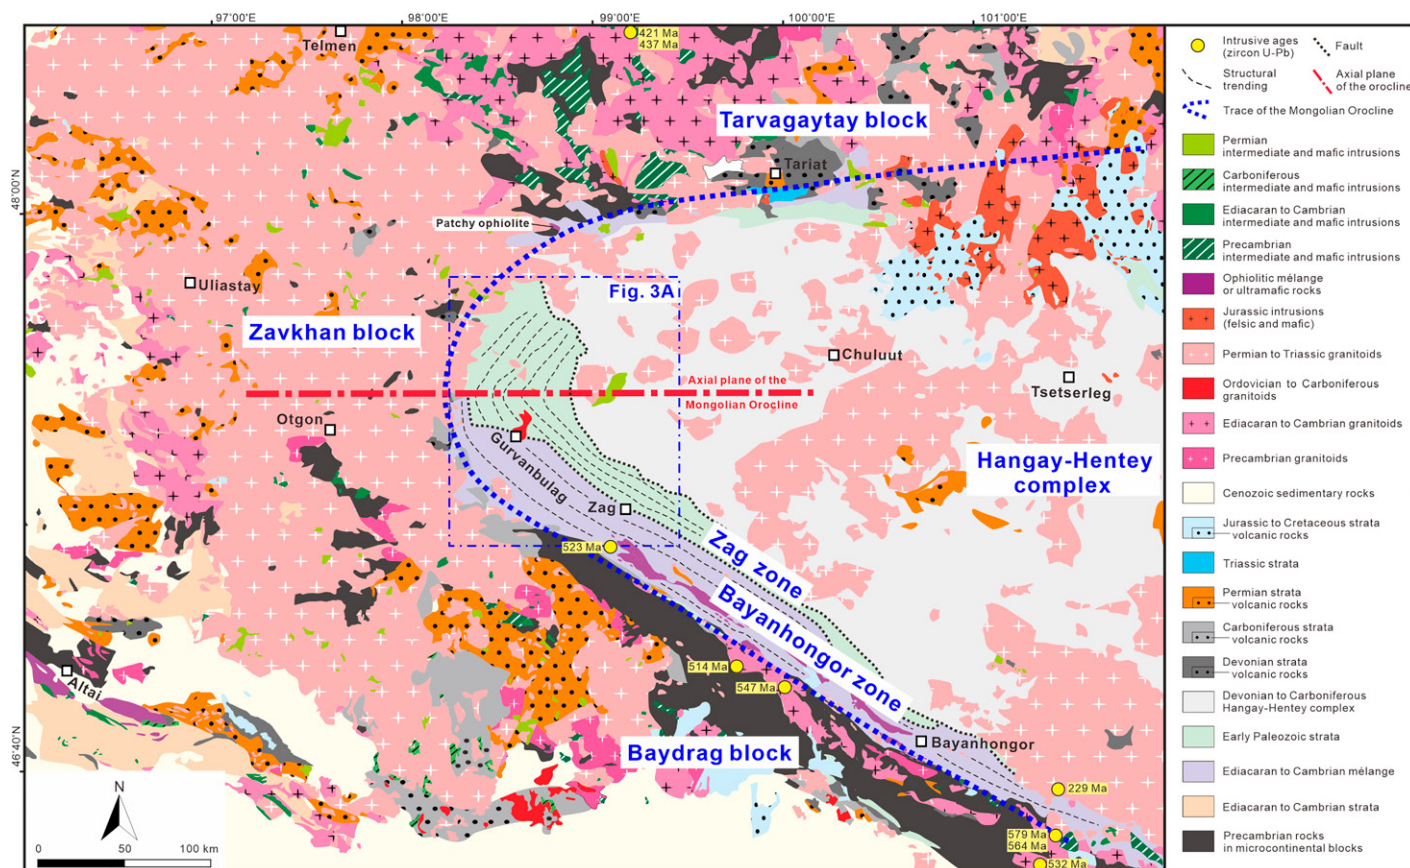 97°00'E
98°00'E
99°00'E
100°00'E
101°00'E
48°00'N
46°40'N
Telmen
421 Ma
437 Ma
Tarvagaytay block
Tariat
Patchy ophiolite
Uliastay
Fig. 3A
Zavkhan block
Chuluut
Tsetserleg
Axial plane of the
Mongolian Orocline
Otgon
Gurvanbulag
Hangay-Hentey
complex
Zag
523 Ma
Zag zone
Bayanhongor zone
514 Ma
547 Ma
Altai
Baydrag block
Bayanhongor
229 Ma
579 Ma
564 Ma
532 Ma
N
0 50 100 km
Intrusive ages
(zircon U-Pb)
Fault
Structural
trending
Axial plane
of the orocline
Trace of the Mongolian Orocline
Permian
intermediate and mafic intrusions
Carboniferous
intermediate and mafic intrusions
Ediacaran to Cambrian
intermediate and mafic intrusions
Precambrian
intermediate and mafic intrusions
Ophiolitic mélange
or ultramafic rocks
Jurassic intrusions
(felsic and mafic)
Permian to Triassic granitoids
Ordovician to Carboniferous
granitoids
Ediacaran to Cambrian granitoids
Precambrian granitoids
Cenozoic sedimentary rocks
Jurassic to Cretaceous strata
volcanic rocks
Triassic strata
Permian strata
volcanic rocks
Carboniferous strata
volcanic rocks
Devonian strata
volcanic rocks
Devonian to Carboniferous
Hangay-Hentey complex
Early Paleozoic strata
Ediacaran to Cambrian mélange
Ediacaran to Cambrian strata
Precambrian rocks
in microcontinental blocks